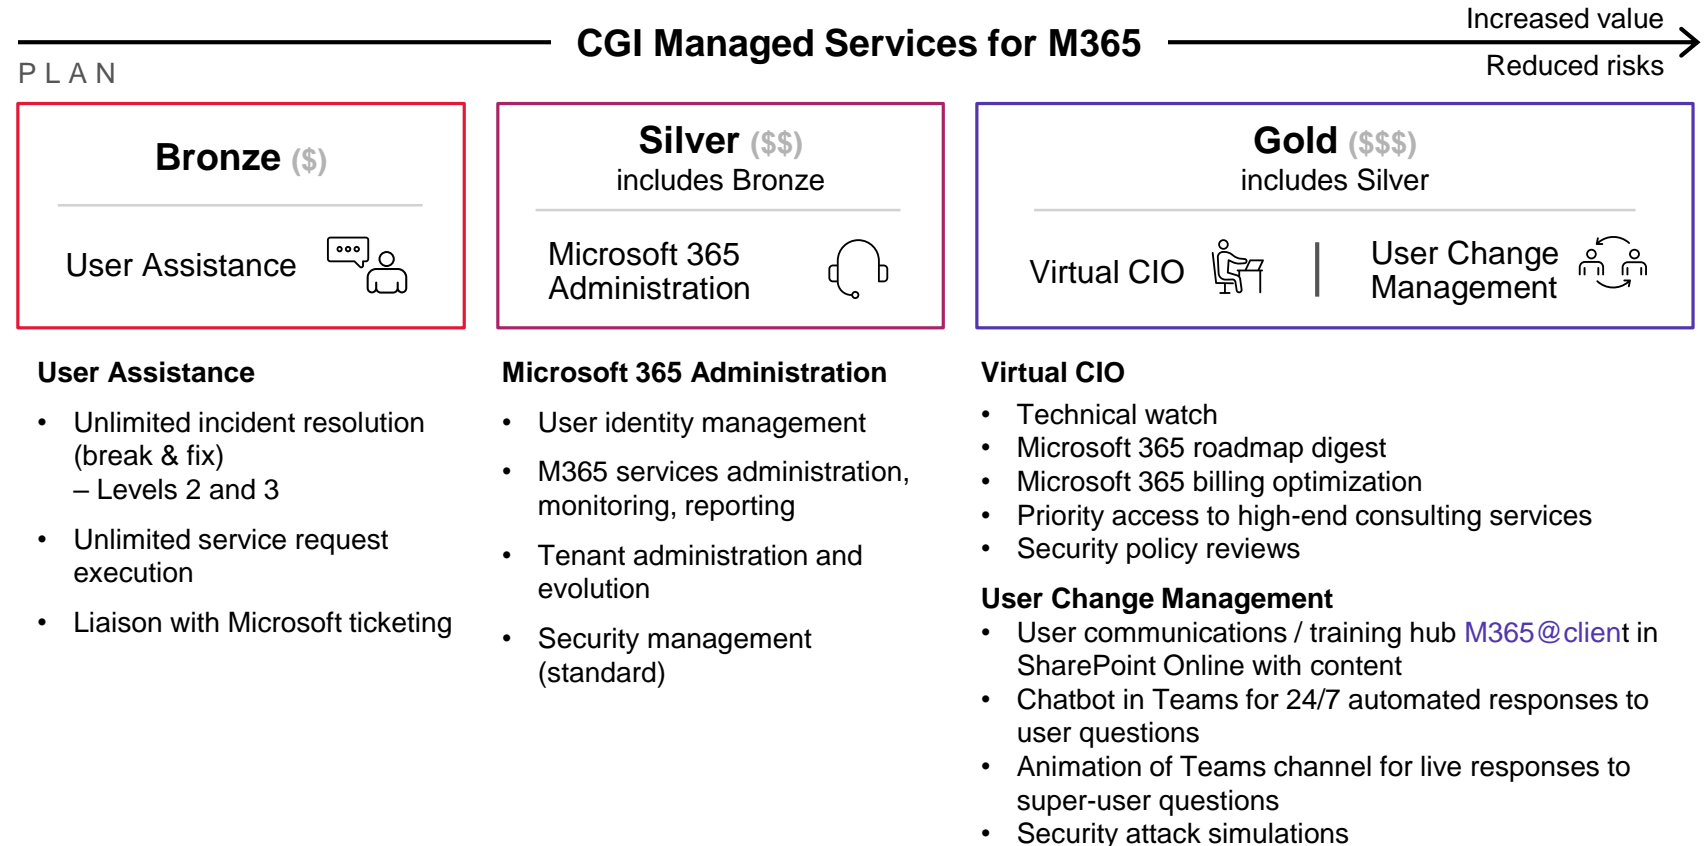 CGI Managed Services for M365
Increased value
Reduced risks
PLAN
Bronze ($)
User Assistance
Silver ($$)
includes Bronze
Microsoft 365
Administration
Gold ($$$)
includes Silver
Virtual CIO
User Change
Management
User Assistance
• Unlimited incident resolution
(break & fix)
– Levels 2 and 3
• Unlimited service request
execution
• Liaison with Microsoft ticketing
Microsoft 365 Administration
• User identity management
• M365 services administration,
monitoring, reporting
• Tenant administration and
evolution
• Security management
(standard)
Virtual CIO
• Technical watch
• Microsoft 365 roadmap digest
• Microsoft 365 billing optimization
• Priority access to high-end consulting services
• Security policy reviews
User Change Management
• User communications / training hub M365@client in
SharePoint Online with content
• Chatbot in Teams for 24/7 automated responses to
user questions
• Animation of Teams channel for live responses to
super-user questions
• Security attack simulations